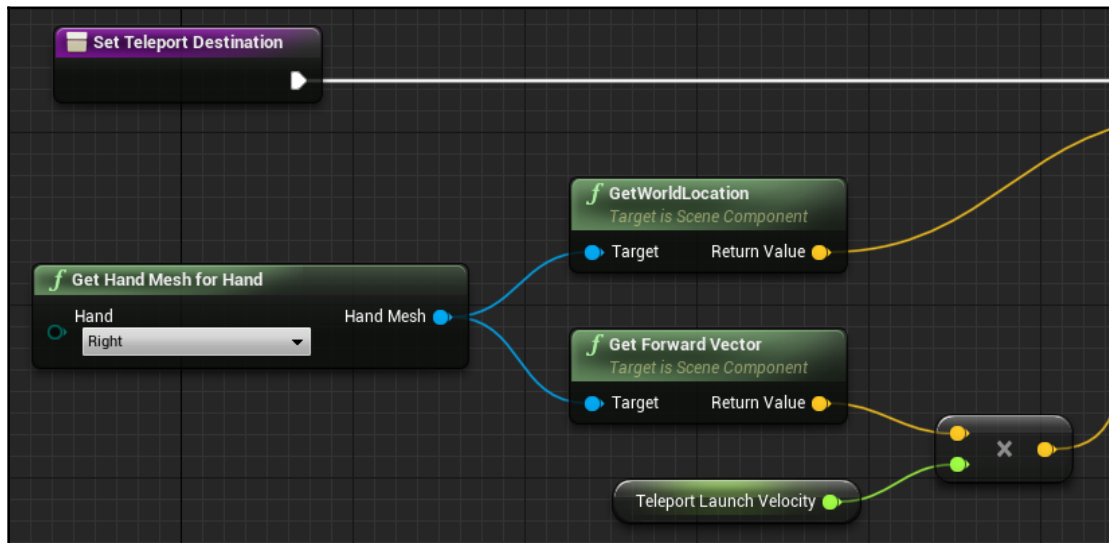 Set Teleport Destination
f GetWorldLocation
Target is Scene Component
Target Return Value
f Get Hand Mesh for Hand
Hand Hand Mesh
Right
f Get Forward Vector
Target is Scene Component
Target Return Value
×
Teleport Launch Velocity